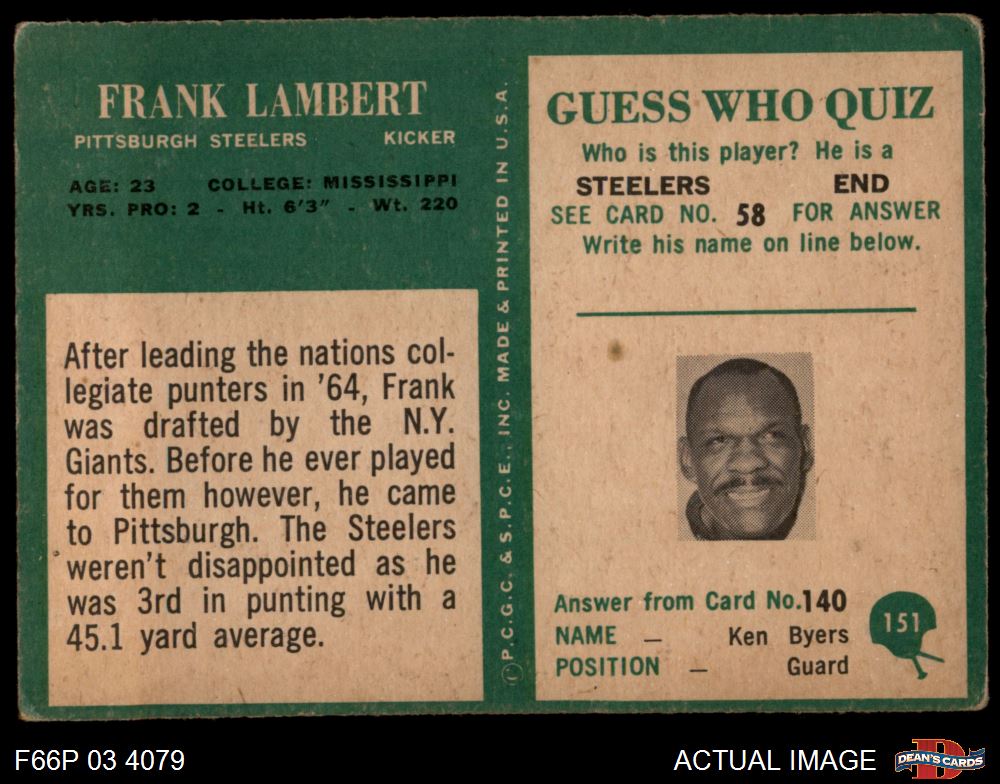 FRANK LAMBERT
PITTSBURGH STEELERS KICKER
AGE: 23 COLLEGE: MISSISSIPPI
YRS. PRO: 2 - Ht. 6'3" - Wt. 220
After leading the nations col-
legiate punters in '64, Frank
was drafted by the N.Y.
Giants. Before he ever played
for them however, he came
to Pittsburgh. The Steelers
weren't disappointed as he
was 3rd in punting with a
45.1 yard average.
© P.C.G.C. & S.P.C.E., INC. MADE & PRINTED IN U.S.A.
GUESS WHO QUIZ
Who is this player? He is a
STEELERS END
SEE CARD NO. 58 FOR ANSWER
Write his name on line below.
Answer from Card No. 140
NAME — Ken Byers
POSITION — Guard
151
F66P 03 4079
ACTUAL IMAGE
D
DEAN'S CARDS